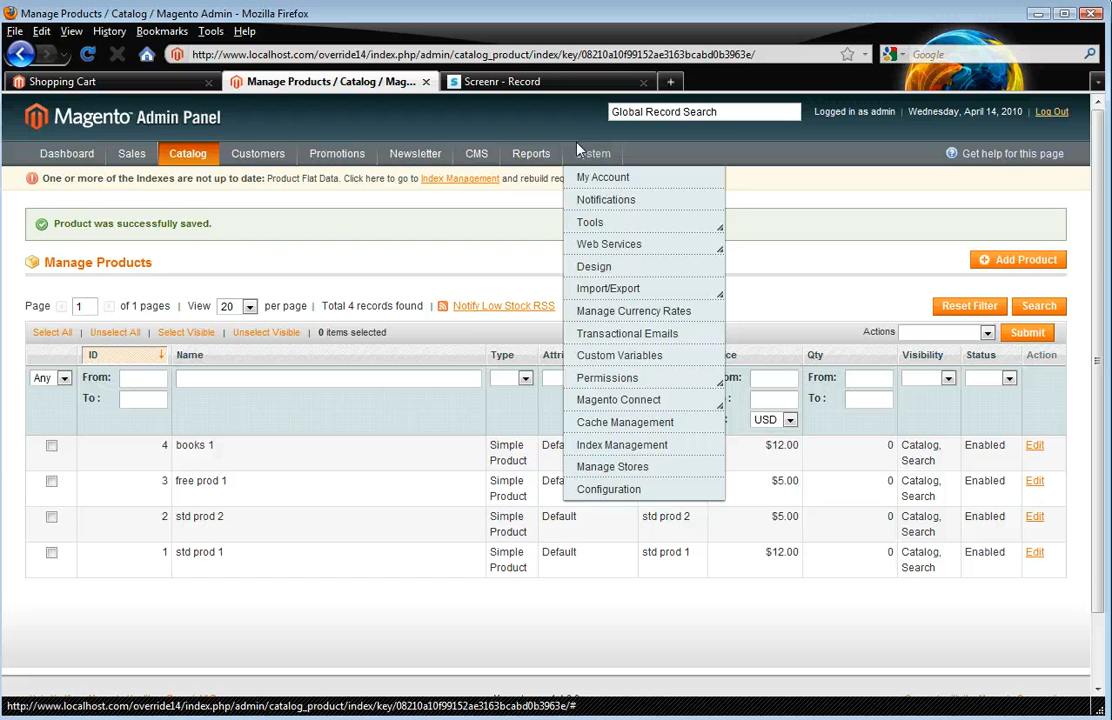 Manage Products / Catalog / Magento Admin - Mozilla Firefox
File Edit View History Bookmarks Tools Help
http://www.localhost.com/override14/index.php/admin/catalog_product/index/key/08210a10f99152ae3163bcabd0b3963e/ Google
Shopping Cart Manage Products / Catalog / Mag... Screenr - Record
Magento Admin Panel Global Record Search Logged in as admin Wednesday, April 14, 2010 Log Out
Dashboard Sales Catalog Customers Promotions Newsletter CMS Reports System Get help for this page
One or more of the Indexes are not up to date: Product Flat Data. Click here to go to Index Management and rebuild req
My Account
Notifications
Tools
Web Services
Design
Import/Export
Manage Currency Rates
Transactional Emails
Custom Variables
Permissions
Magento Connect
Cache Management
Index Management
Manage Stores
Configuration
Product was successfully saved.
Manage Products Add Product
Page 1 of 1 pages View 20 per page Total 4 records found Notify Low Stock RSS Reset Filter Search
Select All Unselect All Select Visible Unselect Visible 0 items selected Actions Submit
ID Name Type Attri ce Qty Visibility Status Action
Any From: om: From:
To : : To :
USD
4 books 1 Simple Product Defa $12.00 0 Catalog, Search Enabled Edit
3 free prod 1 Simple Product Defa $5.00 0 Catalog, Search Enabled Edit
2 std prod 2 Simple Product Default std prod 2 $5.00 0 Catalog, Search Enabled Edit
1 std prod 1 Simple Product Default std prod 1 $12.00 0 Catalog, Search Enabled Edit
http://www.localhost.com/override14/index.php/admin/catalog_product/index/key/08210a10f99152ae3163bcabd0b3963e/#